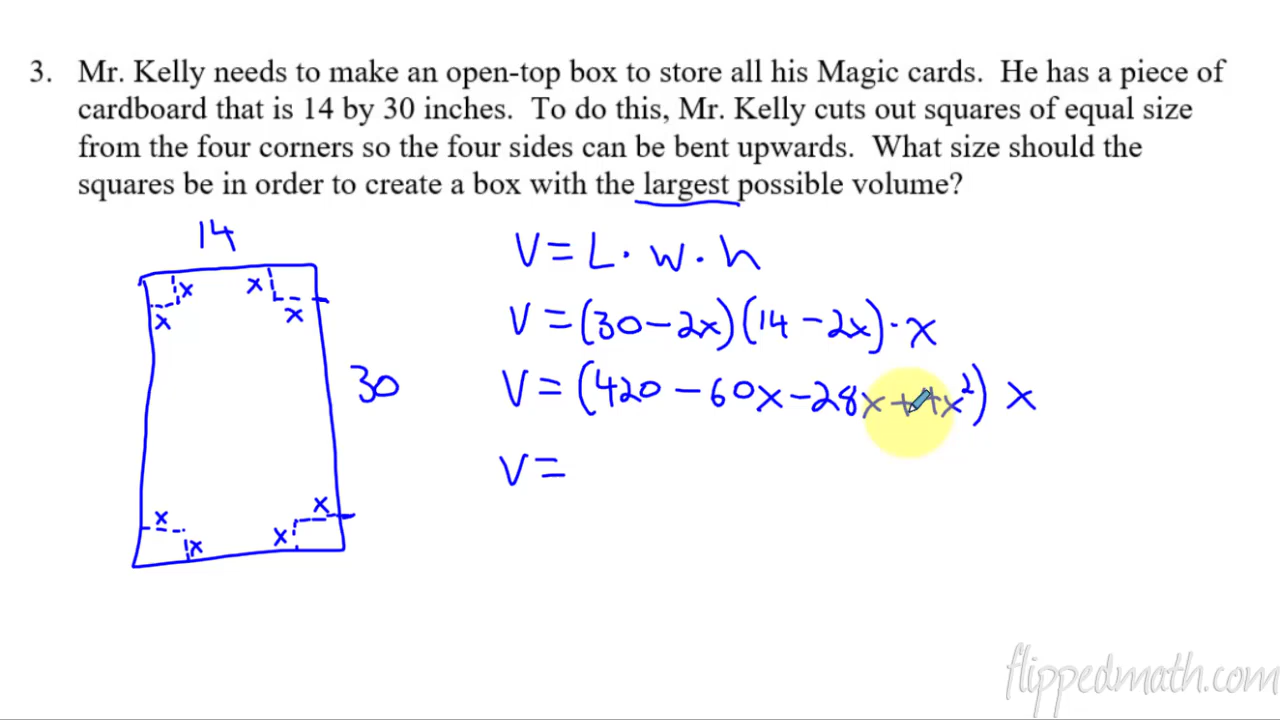 3. Mr. Kelly needs to make an open-top box to store all his Magic cards. He has a piece of
cardboard that is 14 by 30 inches. To do this, Mr. Kelly cuts out squares of equal size
from the four corners so the four sides can be bent upwards. What size should the
squares be in order to create a box with the largest possible volume?
14
x x
x x
30
x x
x x
V = L · w · h
V = (30 - 2x)(14 - 2x) · x
V = (420 - 60x - 28x + 4x²) x
V =
flippedmath.com